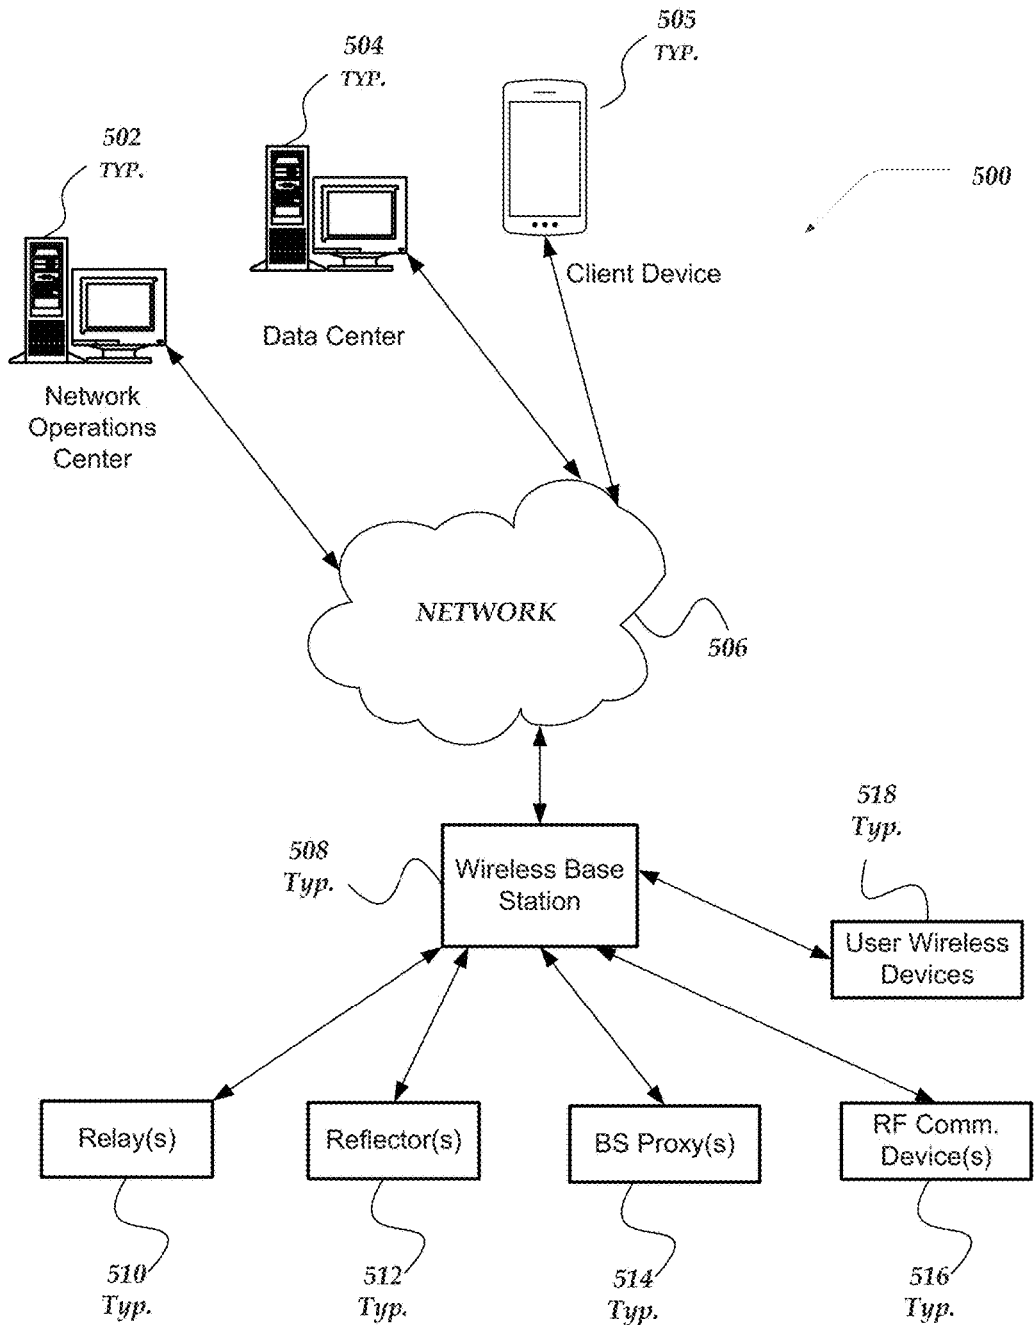 505
TYP.
504
TYP.
502
TYP.
500
Client Device
Data Center
Network
Operations
Center
NETWORK
506
518
Typ.
508
Typ.
Wireless Base
Station
User Wireless
Devices
Relay(s)
Reflector(s)
BS Proxy(s)
RF Comm.
Device(s)
510
Typ.
512
Typ.
514
Typ.
516
Typ.